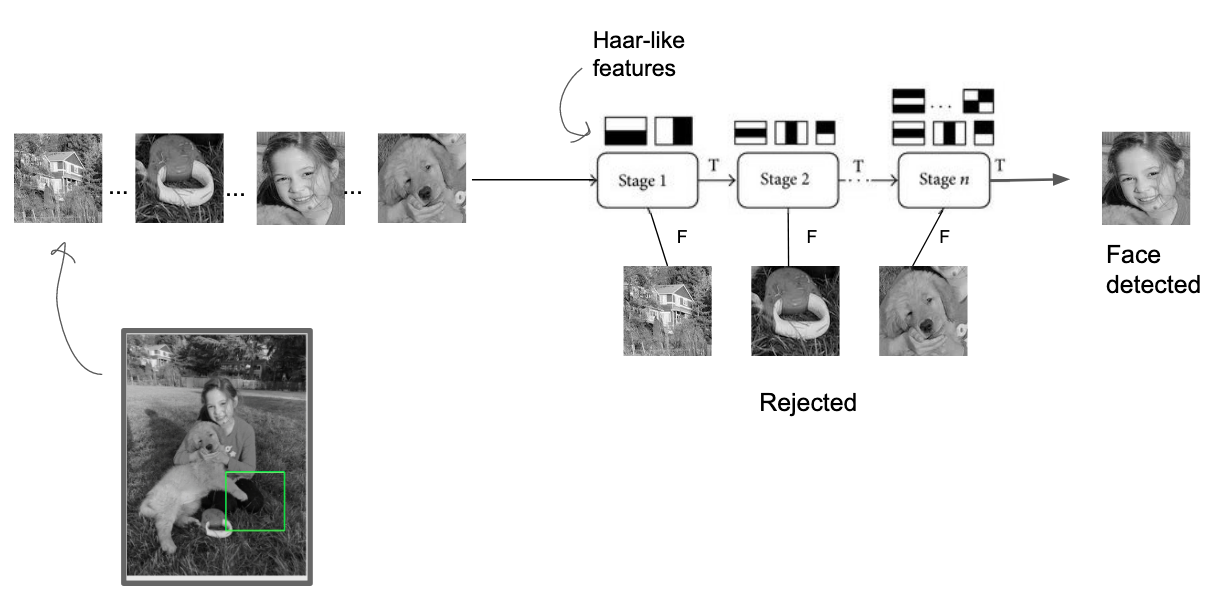 Haar-like
features
...
...
...
...
Stage 1
T
Stage 2
T
....
Stage n
T
F
F
F
Face
detected
Rejected